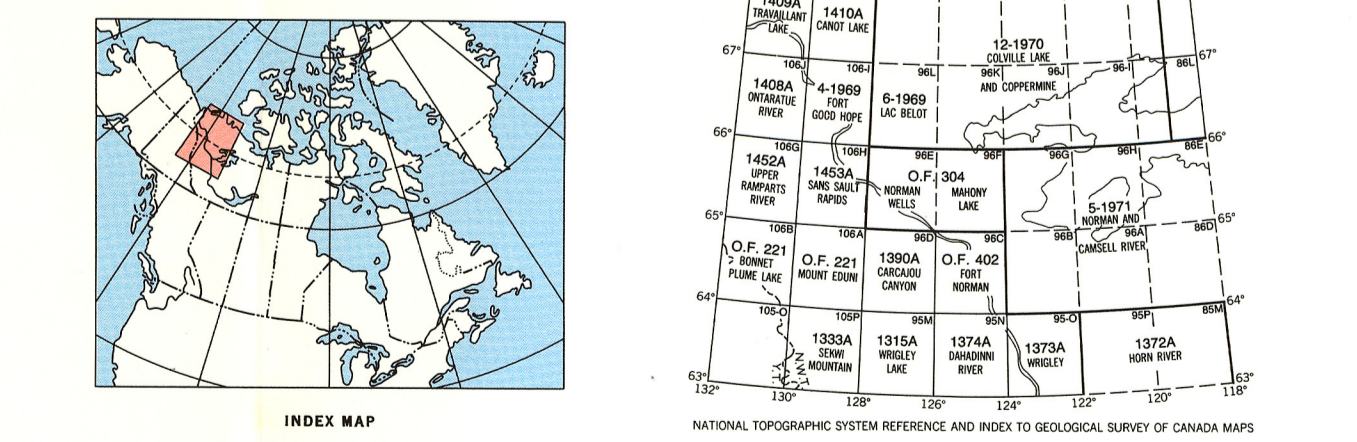 INDEX MAP
1409A
TRAVAILLANT
LAKE
1410A
CANOT LAKE
12-1970
COLVILLE LAKE
AND COPPERMINE
67°
67°
106J
106-I
96L
96K
96J
96-I
86L
1408A
ONTARATUE
RIVER
4-1969
FORT
GOCD HOPE
6-1969
LAC BELOT
66°
66°
106G
106H
96E
96F
96G
96H
86E
1452A
UPPER
RAMPARTS
RIVER
1453A
SANS SAULT
RAPIDS
O.F. 304
NORMAN
WELLS
MAHONY
LAKE
5-1971
NORMAN AND
CAMSELL RIVER
65°
65°
106B
106A
96D
96C
96B
96A
86D
O.F. 221
BONNET
PLUME LAKE
O.F. 221
MOUNT EDUNI
1390A
CARCAJOU
CANYON
O.F. 402
FORT
NORMAN
64°
64°
105-O
105P
95M
95N
95-O
95P
85M
1333A
SEKWI
MOUNTAIN
1315A
WRIGLEY
LAKE
1374A
DAHADINNI
RIVER
1373A
WRIGLEY
1372A
HORN RIVER
N.W.T.
Y.T.
63°
63°
132°
130°
128°
126°
124°
122°
120°
118°
NATIONAL TOPOGRAPHIC SYSTEM REFERENCE AND INDEX TO GEOLOGICAL SURVEY OF CANADA MAPS